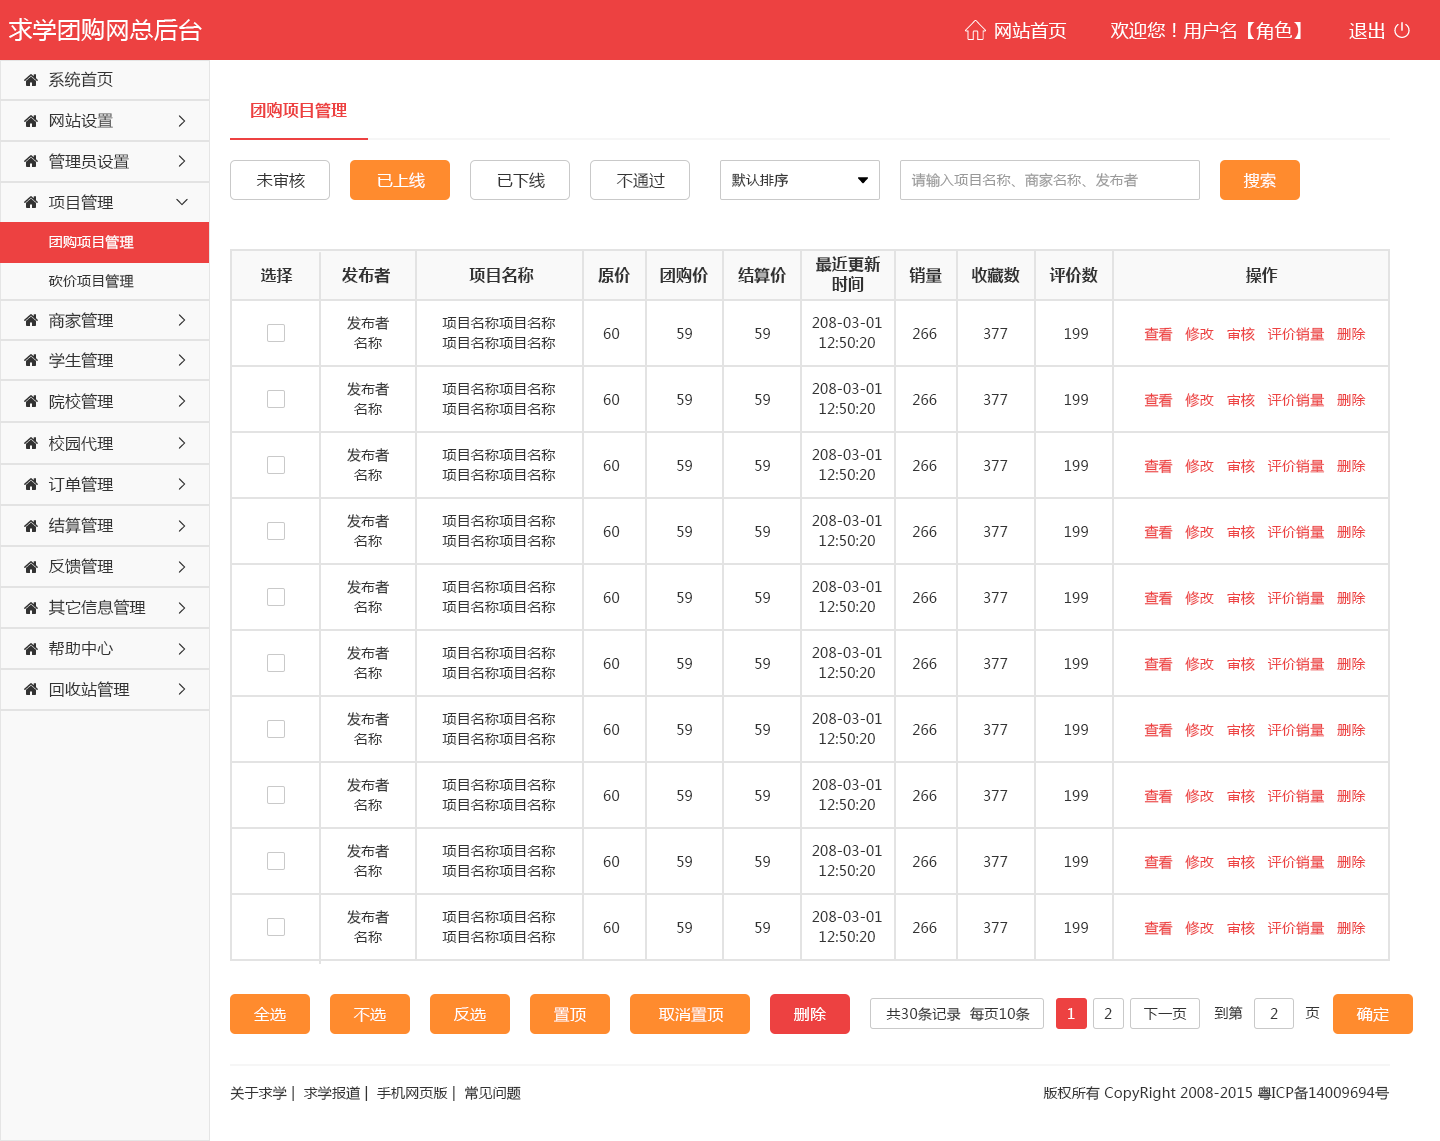 求学团购网总后台
网站首页 欢迎您！用户名【角色】 退出
系统首页
网站设置
管理员设置
项目管理
团购项目管理
砍价项目管理
商家管理
学生管理
院校管理
校园代理
订单管理
结算管理
反馈管理
其它信息管理
帮助中心
回收站管理
团购项目管理
未审核 已上线 已下线 不通过 默认排序 请输入项目名称、商家名称、发布者 搜索
选择 发布者 项目名称 原价 团购价 结算价 最近更新 销量 收藏数 评价数 操作
时间
发布者 项目名称项目名称 60 59 59 208-03-01 266 377 199 查看 修改 审核 评价销量 删除
名称 项目名称项目名称 12:50:20
发布者 项目名称项目名称 60 59 59 208-03-01 266 377 199 查看 修改 审核 评价销量 删除
名称 项目名称项目名称 12:50:20
发布者 项目名称项目名称 60 59 59 208-03-01 266 377 199 查看 修改 审核 评价销量 删除
名称 项目名称项目名称 12:50:20
发布者 项目名称项目名称 60 59 59 208-03-01 266 377 199 查看 修改 审核 评价销量 删除
名称 项目名称项目名称 12:50:20
发布者 项目名称项目名称 60 59 59 208-03-01 266 377 199 查看 修改 审核 评价销量 删除
名称 项目名称项目名称 12:50:20
发布者 项目名称项目名称 60 59 59 208-03-01 266 377 199 查看 修改 审核 评价销量 删除
名称 项目名称项目名称 12:50:20
发布者 项目名称项目名称 60 59 59 208-03-01 266 377 199 查看 修改 审核 评价销量 删除
名称 项目名称项目名称 12:50:20
发布者 项目名称项目名称 60 59 59 208-03-01 266 377 199 查看 修改 审核 评价销量 删除
名称 项目名称项目名称 12:50:20
发布者 项目名称项目名称 60 59 59 208-03-01 266 377 199 查看 修改 审核 评价销量 删除
名称 项目名称项目名称 12:50:20
发布者 项目名称项目名称 60 59 59 208-03-01 266 377 199 查看 修改 审核 评价销量 删除
名称 项目名称项目名称 12:50:20
全选 不选 反选 置顶 取消置顶 删除 共30条记录 每页10条 1 2 下一页 到第 2 页 确定
关于求学 | 求学报道 | 手机网页版 | 常见问题 版权所有 CopyRight 2008-2015 粤ICP备14009694号